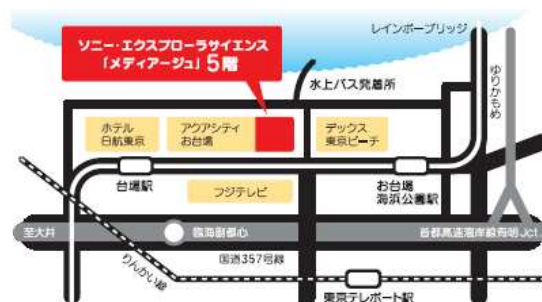 レインボーブリッジ
ソニー・エクスプローラサイエンス
「メディアージュ」5階
水上バス発着所
ゆりかもめ
ホテル
日航東京
アクアシティ
お台場
デックス
東京ビーチ
台場駅
お台場
海浜公園駅
フジテレビ
至大井
臨海副都心
首都高速湾岸線有明Jct.
りんかい線
国道357号線
東京テレポート駅